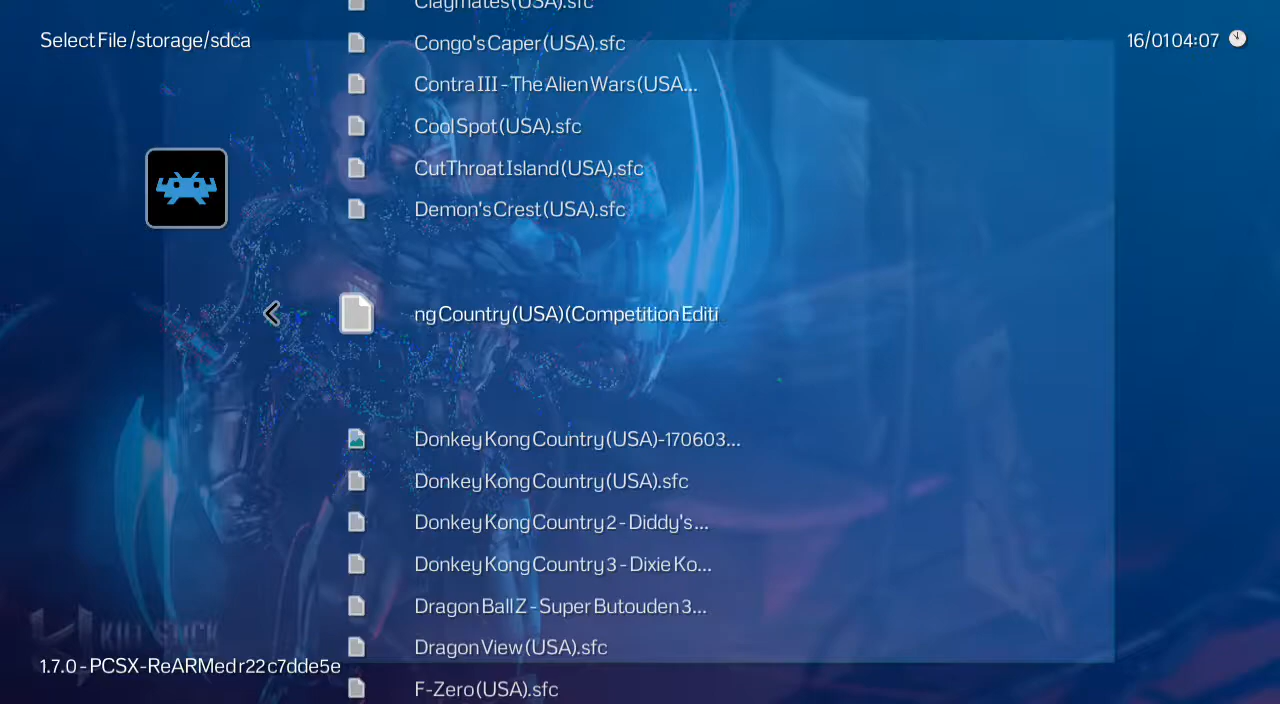 Claymates (USA).sfc
Select File /storage/sdca
16/01 04:07
Congo's Caper (USA).sfc
Contra III - The Alien Wars (USA...
Cool Spot (USA).sfc
CutThroat Island (USA).sfc
Demon's Crest (USA).sfc
ng Country (USA) (Competition Editi
Donkey Kong Country (USA)-170603...
Donkey Kong Country (USA).sfc
Donkey Kong Country 2 - Diddy's ...
Donkey Kong Country 3 - Dixie Ko...
Dragon Ball Z - Super Butouden 3...
Dragon View (USA).sfc
1.7.0 - PCSX-ReARMed r22 c7dde5e
F-Zero (USA).sfc